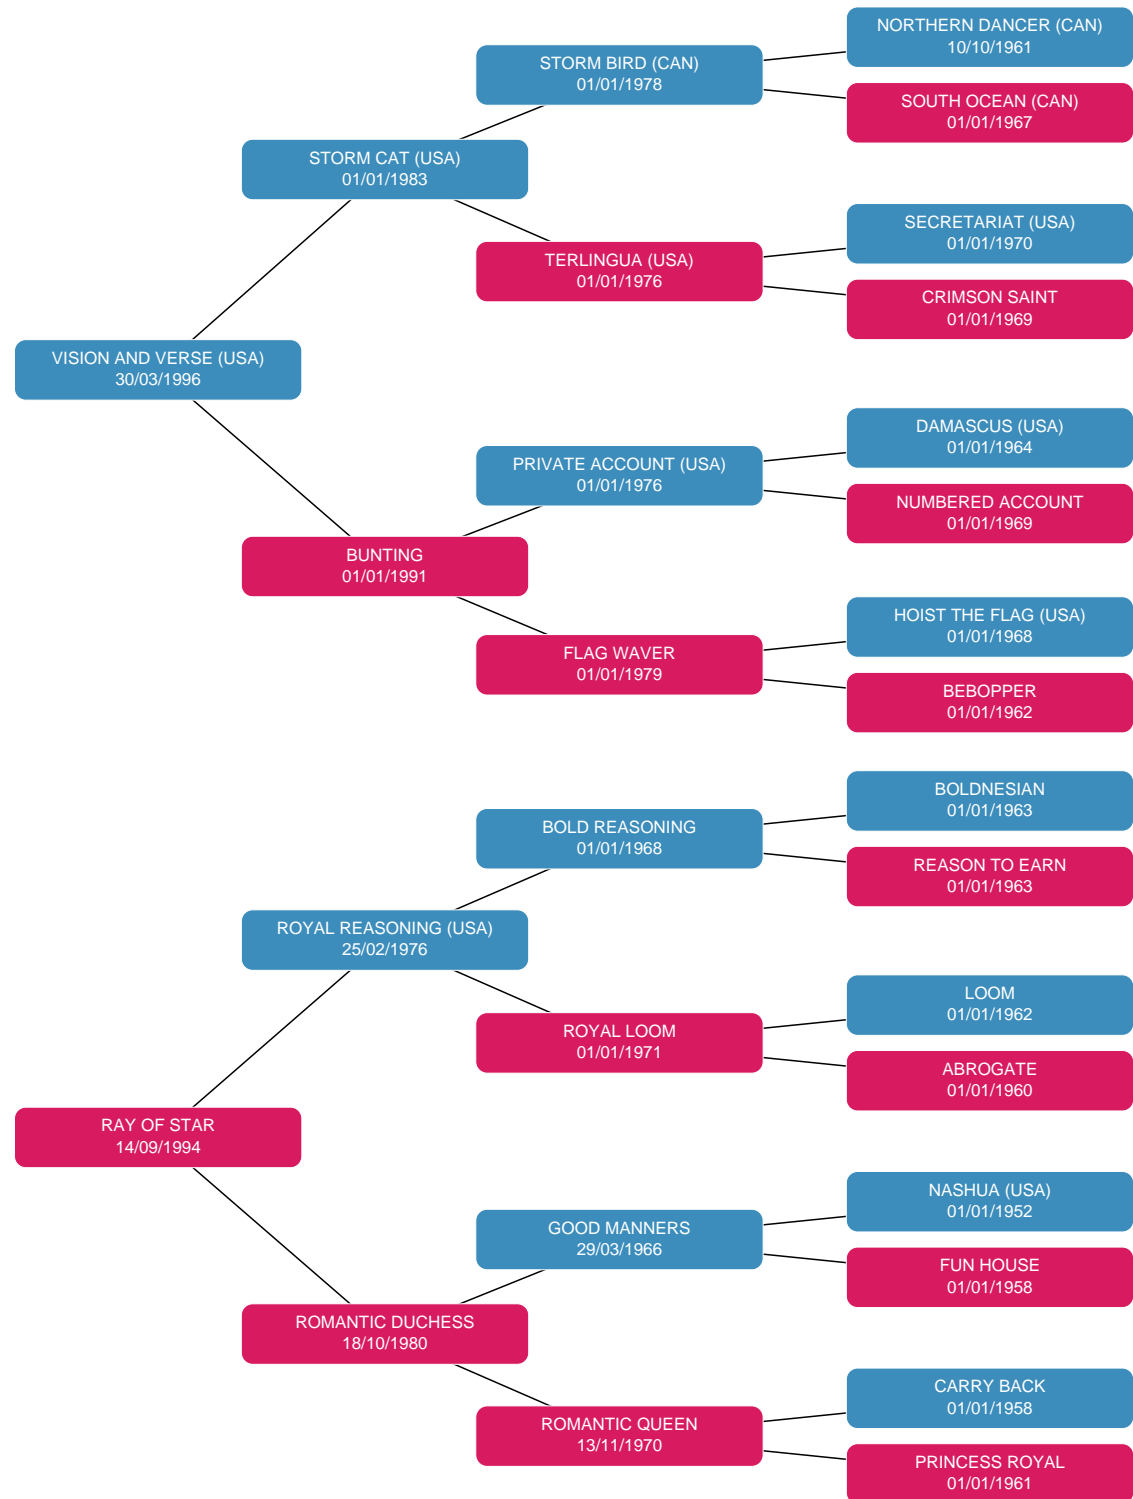 NORTHERN DANCER (CAN)
10/10/1961
STORM BIRD (CAN)
01/01/1978
SOUTH OCEAN (CAN)
01/01/1967
STORM CAT (USA)
01/01/1983
SECRETARIAT (USA)
01/01/1970
TERLINGUA (USA)
01/01/1976
CRIMSON SAINT
01/01/1969
VISION AND VERSE (USA)
30/03/1996
DAMASCUS (USA)
01/01/1964
PRIVATE ACCOUNT (USA)
01/01/1976
NUMBERED ACCOUNT
01/01/1969
BUNTING
01/01/1991
HOIST THE FLAG (USA)
01/01/1968
FLAG WAVER
01/01/1979
BEBOPPER
01/01/1962
BOLDNESIAN
01/01/1963
BOLD REASONING
01/01/1968
REASON TO EARN
01/01/1963
ROYAL REASONING (USA)
25/02/1976
LOOM
01/01/1962
ROYAL LOOM
01/01/1971
ABROGATE
01/01/1960
RAY OF STAR
14/09/1994
NASHUA (USA)
01/01/1952
GOOD MANNERS
29/03/1966
FUN HOUSE
01/01/1958
ROMANTIC DUCHESS
18/10/1980
CARRY BACK
01/01/1958
ROMANTIC QUEEN
13/11/1970
PRINCESS ROYAL
01/01/1961